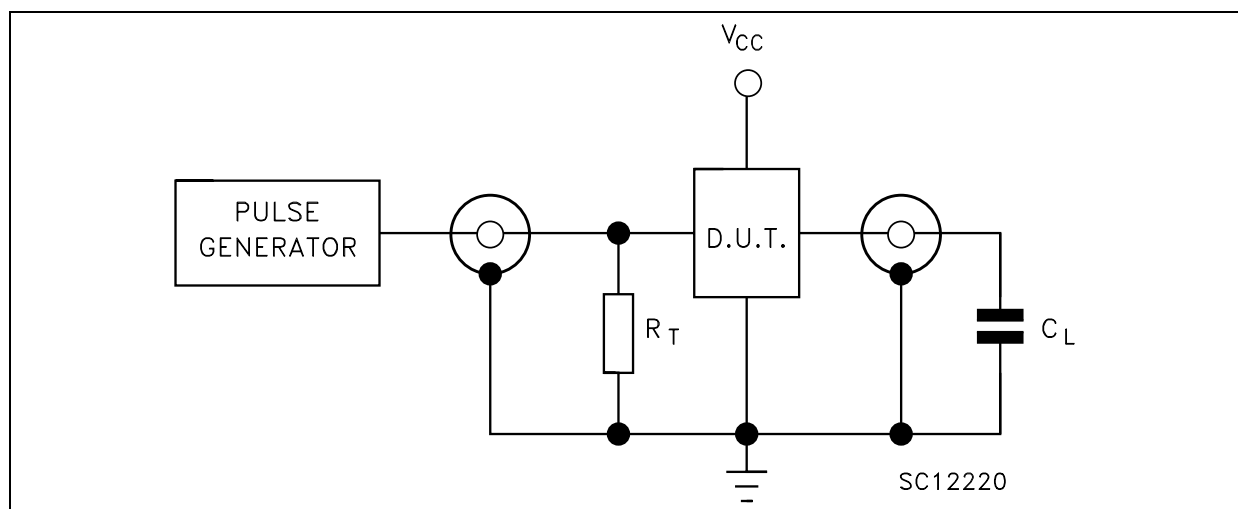 VCC
PULSE
GENERATOR
D.U.T.
RT
CL
SC12220